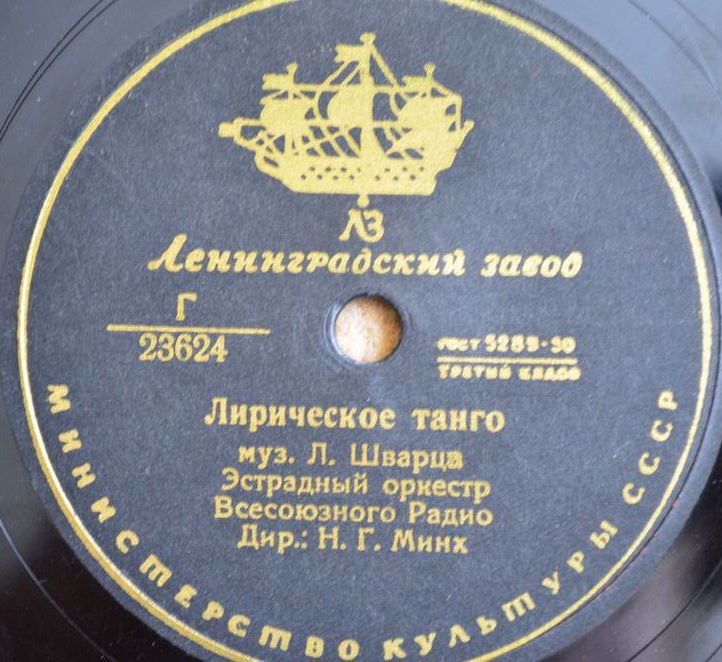 ЛЗ
Ленинградский завод
Г
23624
ГОСТ 5289-50
ТРЕТИЙ КЛАСС
Лирическое танго
муз. Л. Шварца
Эстрадный оркестр
Всесоюзного Радио
Дир.: Н. Г. Минх
МИНИСТЕРСТВО КУЛЬТУРЫ СССР